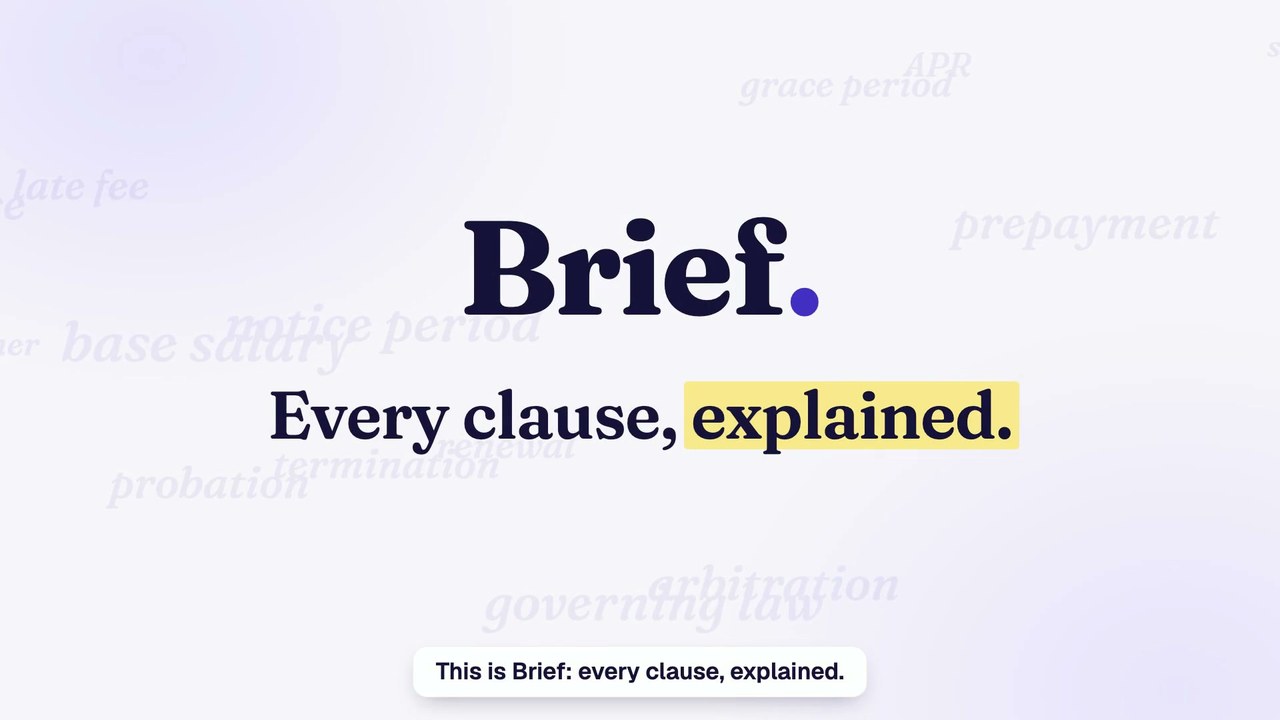 APR
grace period
late fee
prepayment
Brief.
notice period
base salary
Every clause, explained.
renewal
termination
probation
arbitration
governing law
This is Brief: every clause, explained.